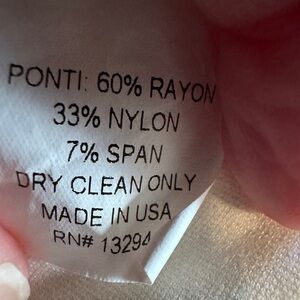 PONTI: 60% RAYON
33% NYLON
7% SPAN
DRY CLEAN ONLY
MADE IN USA
RN# 13294